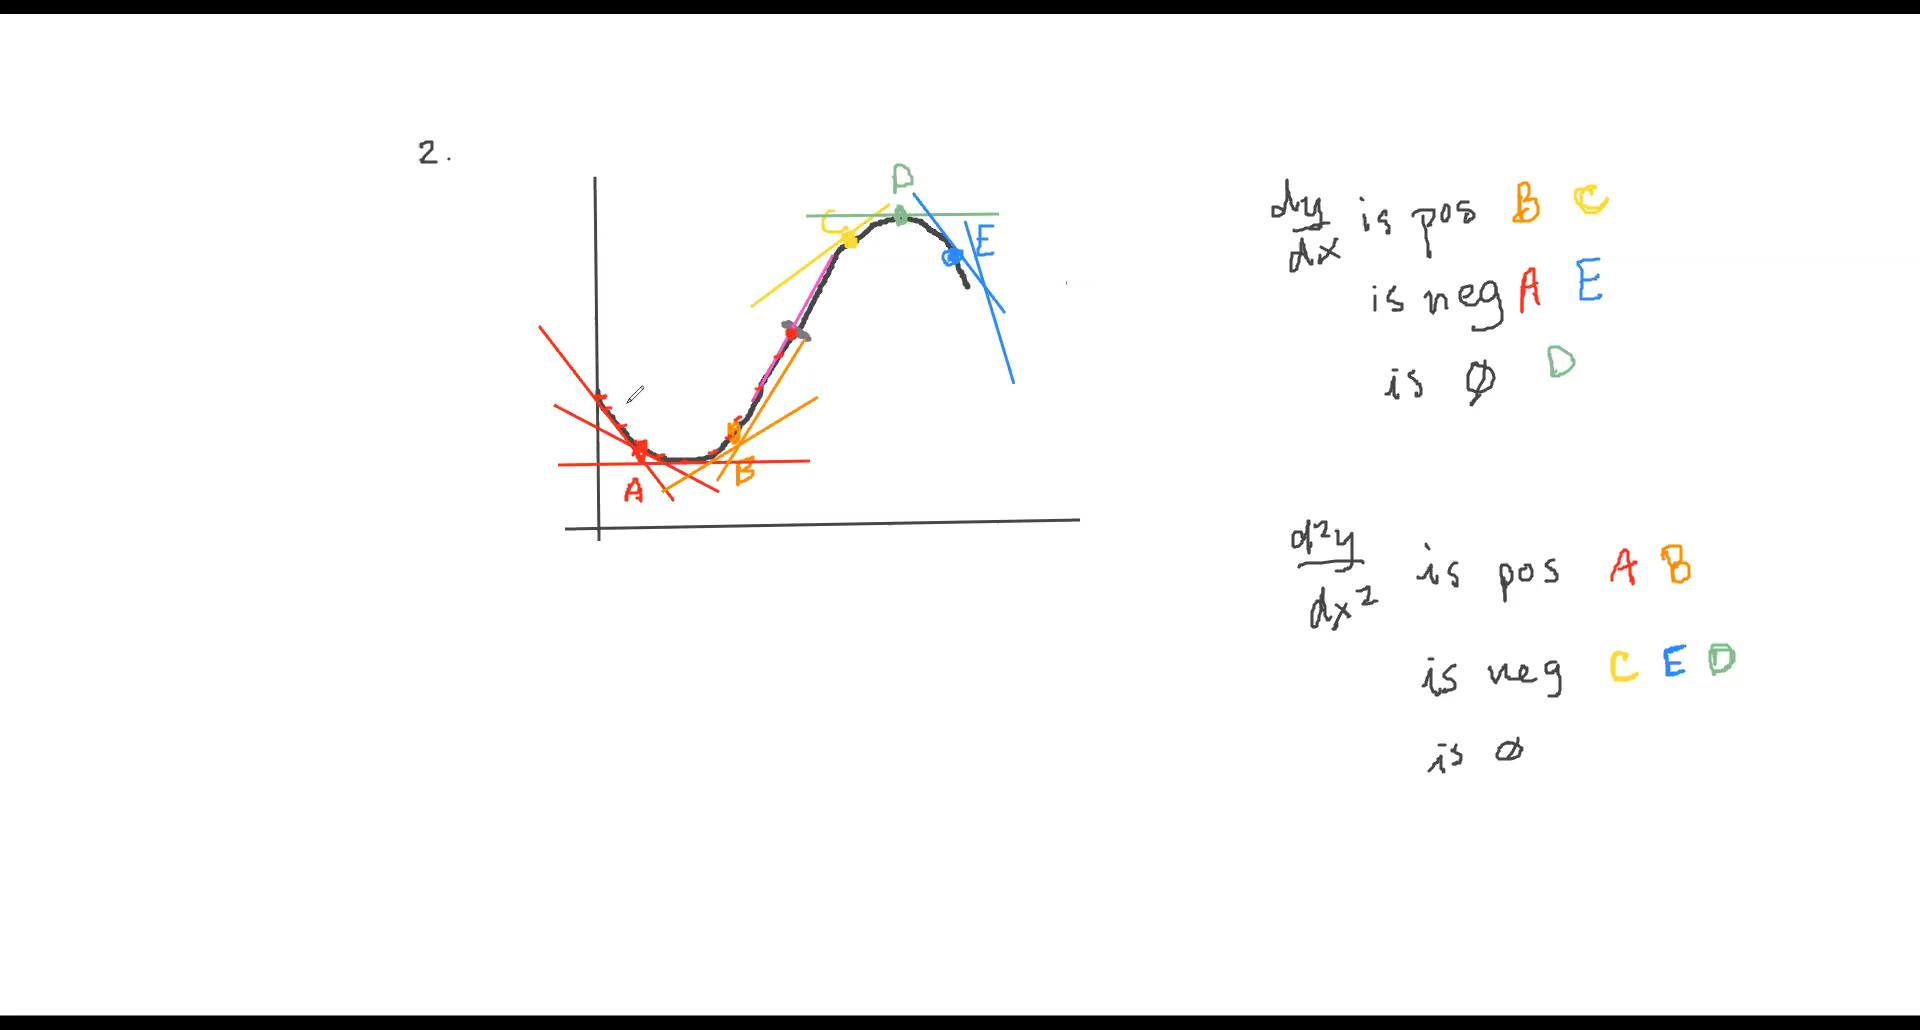 2.
D
C
E
B
A
dy/dx is pos B C
is neg A E
is ∅ D
d²y/dx² is pos A B
is neg C E D
is ∅